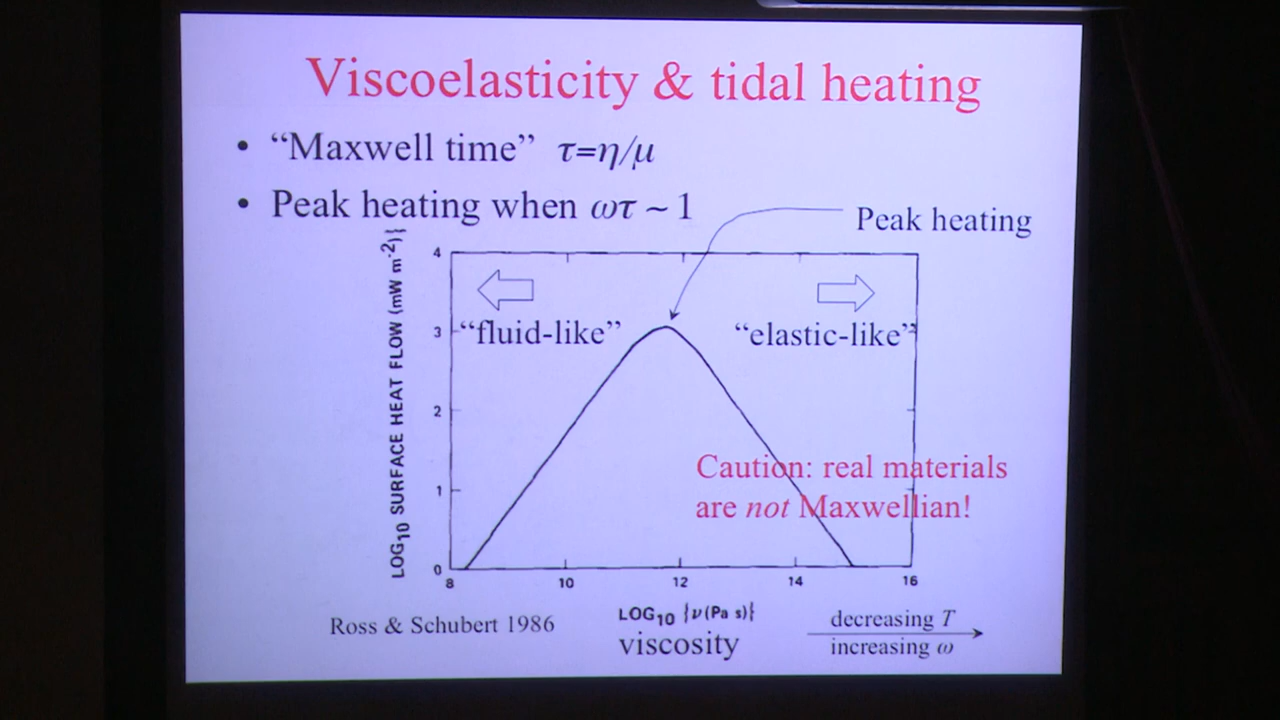 Viscoelasticity & tidal heating
• “Maxwell time” τ=η/μ
• Peak heating when ωτ ~ 1
Peak heating
“fluid-like”
“elastic-like”
LOG10 SURFACE HEAT FLOW (mW m-2)}
4
3
2
1
0
Caution: real materials
are not Maxwellian!
8
10
12
14
16
LOG10 {ν(Pa s)}
viscosity
Ross & Schubert 1986
decreasing T
increasing ω